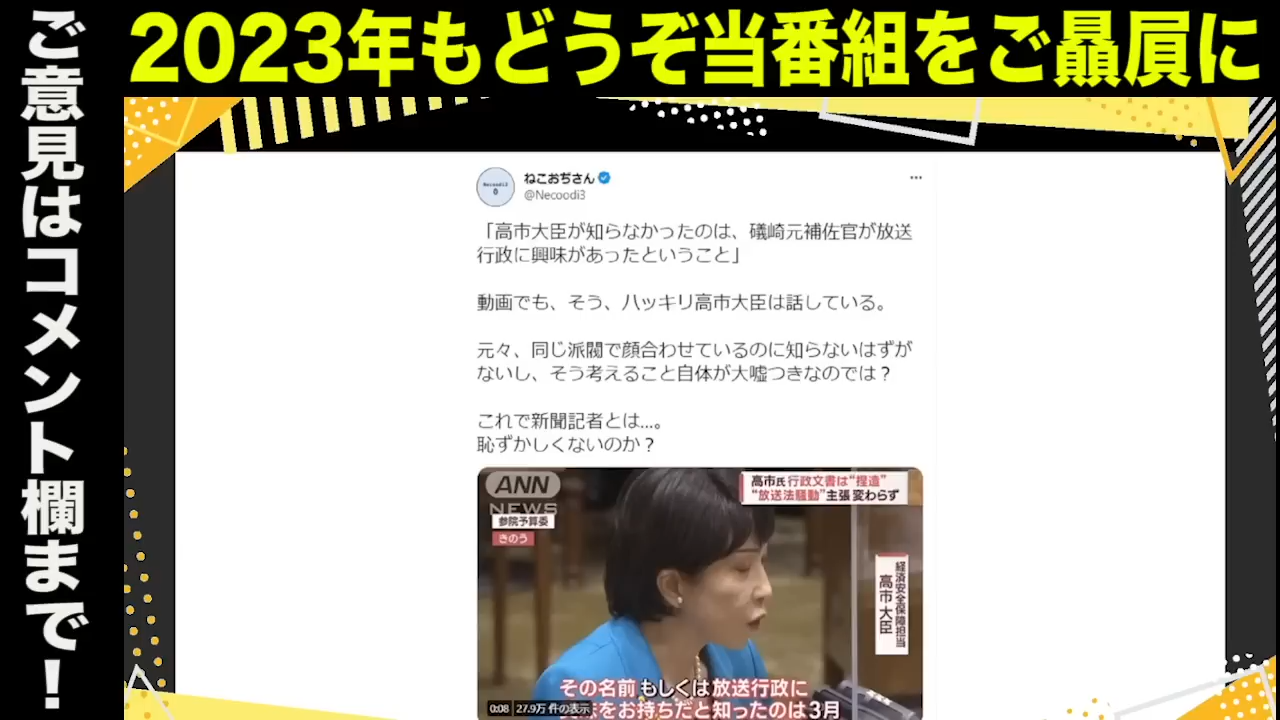 2023年もどうぞ当番組をご贔屓に
ご意見はコメント欄まで!
ねこおぢさん
@Necoodi3
「高市大臣が知らなかったのは、礒崎元補佐官が放送
行政に興味があったということ」
動画でも、そう、ハッキリ高市大臣は話している。
元々、同じ派閥で顔合わせているのに知らないはずが
ないし、そう考えること自体が大嘘つきなのでは?
これで新聞記者とは...。
恥ずかしくないのか?
ANN
NEWS
参院予算委
きのう
高市氏行政文書は“捏造”
“放送法騒動”主張変わらず
経済安全保障担当
高市大臣
その名前もしくは放送行政に
をお持ちだと知ったのは3月
0:08
27.9万 件の表示